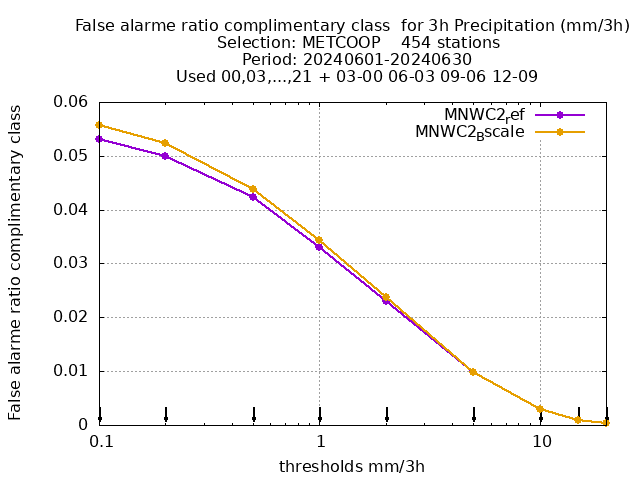 False alarme ratio complimentary class  for 3h Precipitation (mm/3h)
Selection: METCOOP    454 stations
Period: 20240601-20240630
Used 00,03,...,21 + 03-00 06-03 09-06 12-09
MNWC2ref
MNWC2Bscale
False alarme ratio complimentary class
0.06
0.05
0.04
0.03
0.02
0.01
0
0.1
1
10
thresholds mm/3h